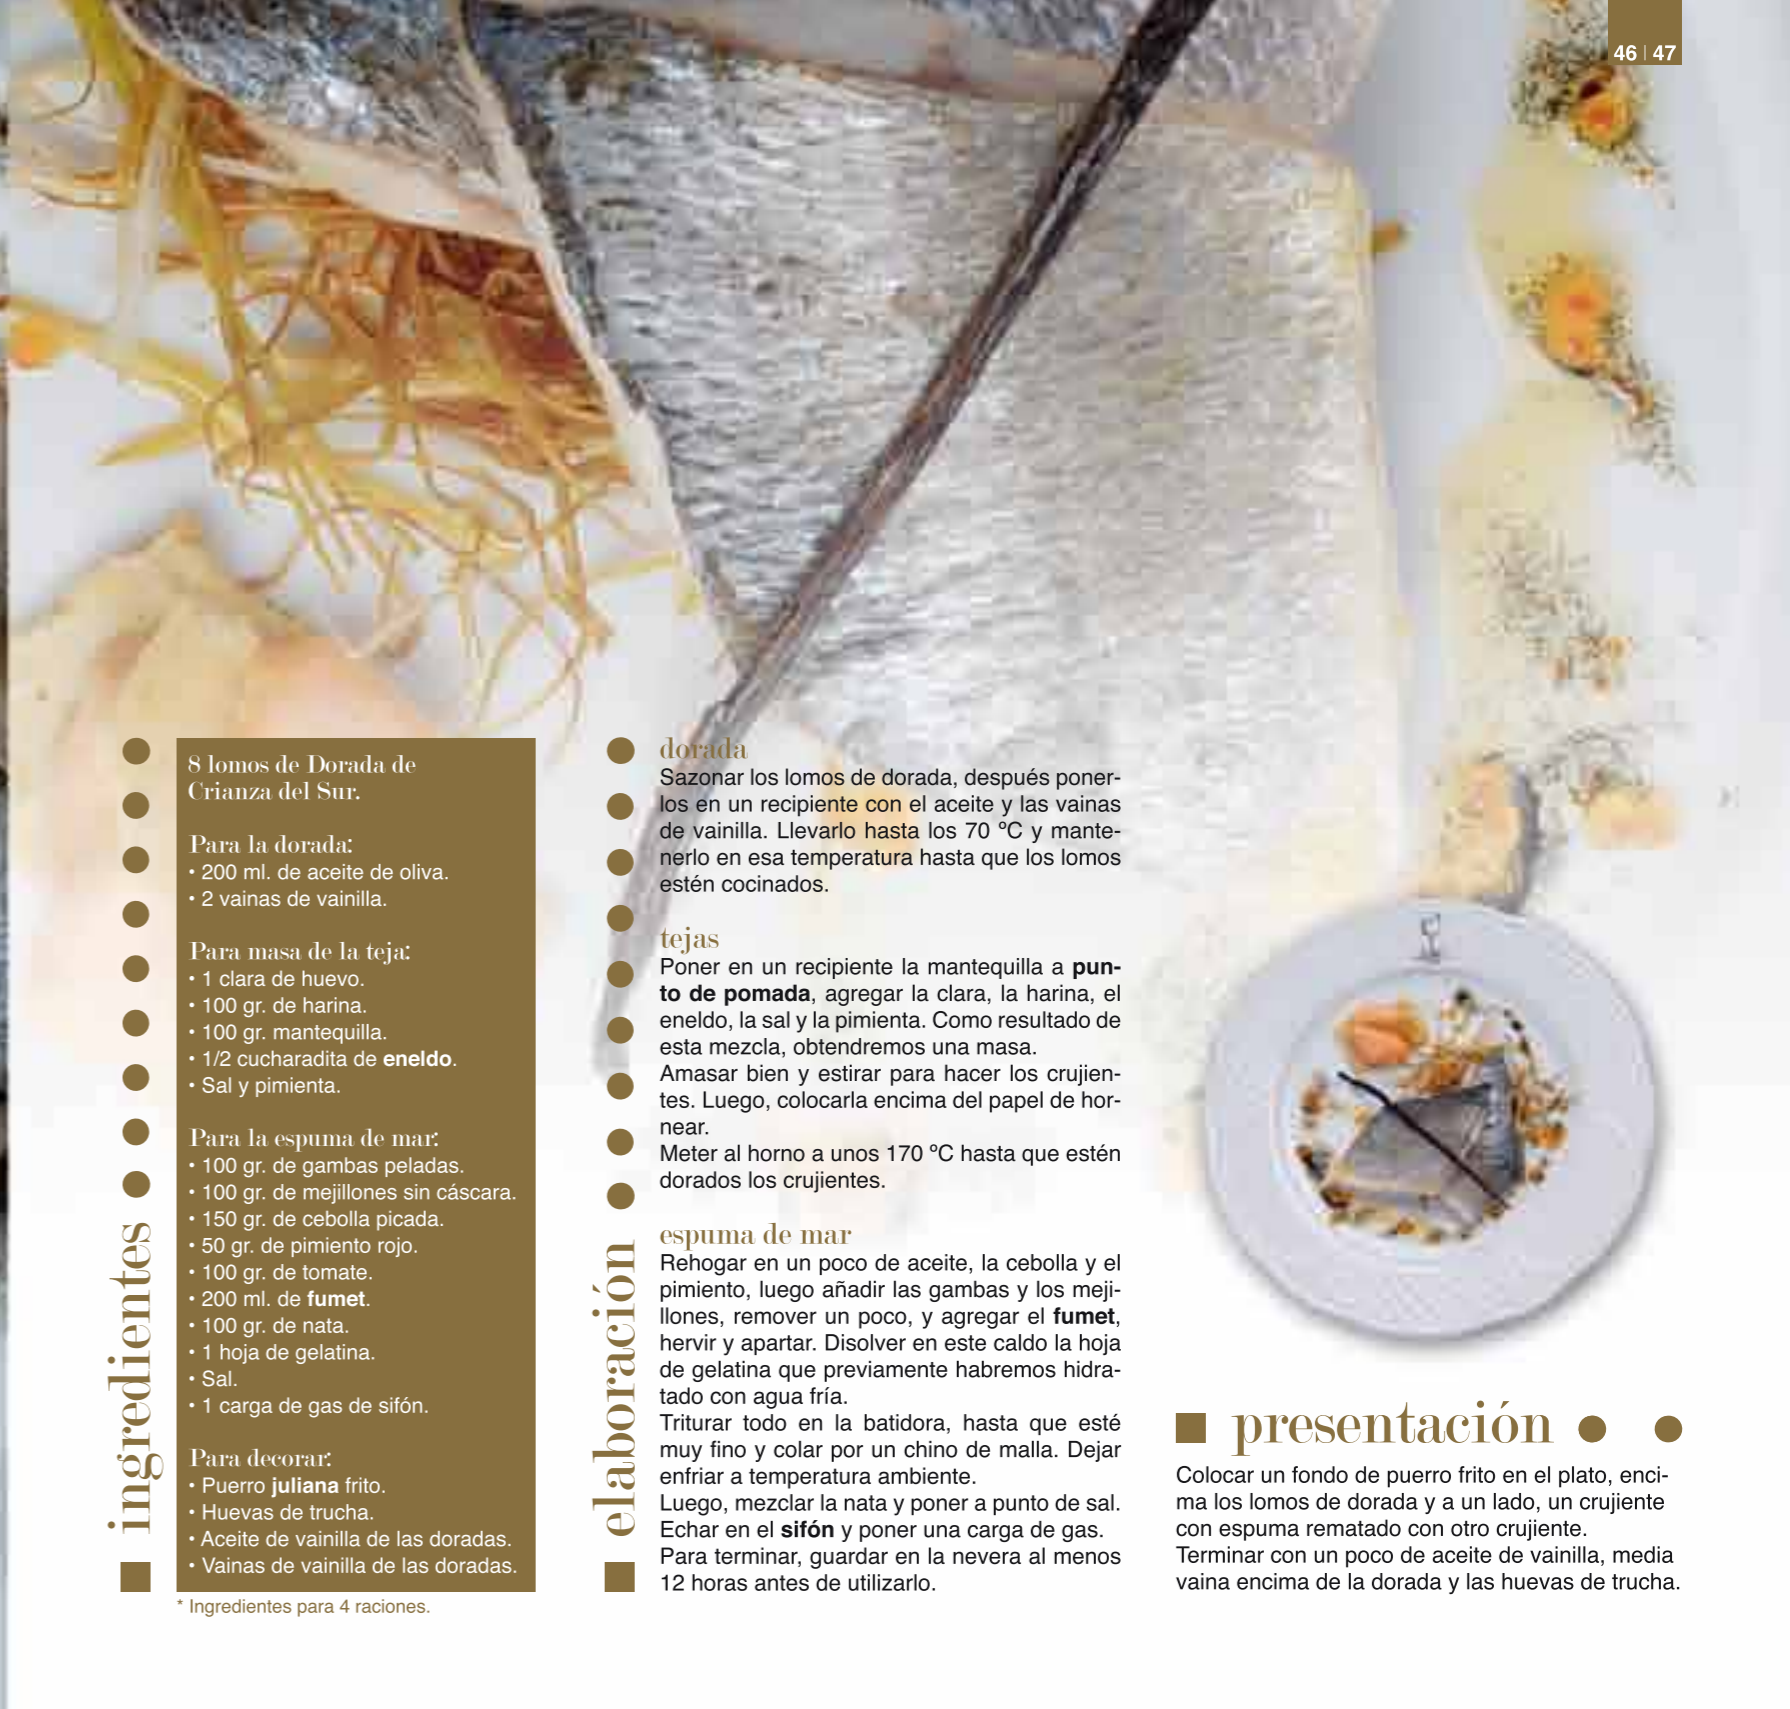 46 | 47
ingredientes
8 lomos de Dorada de
Crianza del Sur.
Para la dorada:
• 200 ml. de aceite de oliva.
• 2 vainas de vainilla.
Para masa de la teja:
• 1 clara de huevo.
• 100 gr. de harina.
• 100 gr. mantequilla.
• 1/2 cucharadita de eneldo.
• Sal y pimienta.
Para la espuma de mar:
• 100 gr. de gambas peladas.
• 100 gr. de mejillones sin cáscara.
• 150 gr. de cebolla picada.
• 50 gr. de pimiento rojo.
• 100 gr. de tomate.
• 200 ml. de fumet.
• 100 gr. de nata.
• 1 hoja de gelatina.
• Sal.
• 1 carga de gas de sifón.
Para decorar:
• Puerro juliana frito.
• Huevas de trucha.
• Aceite de vainilla de las doradas.
• Vainas de vainilla de las doradas.
* Ingredientes para 4 raciones.
elaboración
dorada
Sazonar los lomos de dorada, después poner-
los en un recipiente con el aceite y las vainas
de vainilla. Llevarlo hasta los 70 ºC y mante-
nerlo en esa temperatura hasta que los lomos
estén cocinados.
tejas
Poner en un recipiente la mantequilla a pun-
to de pomada, agregar la clara, la harina, el
eneldo, la sal y la pimienta. Como resultado de
esta mezcla, obtendremos una masa.
Amasar bien y estirar para hacer los crujien-
tes. Luego, colocarla encima del papel de hor-
near.
Meter al horno a unos 170 ºC hasta que estén
dorados los crujientes.
espuma de mar
Rehogar en un poco de aceite, la cebolla y el
pimiento, luego añadir las gambas y los meji-
llones, remover un poco, y agregar el fumet,
hervir y apartar. Disolver en este caldo la hoja
de gelatina que previamente habremos hidra-
tado con agua fría.
Triturar todo en la batidora, hasta que esté
muy fino y colar por un chino de malla. Dejar
enfriar a temperatura ambiente.
Luego, mezclar la nata y poner a punto de sal.
Echar en el sifón y poner una carga de gas.
Para terminar, guardar en la nevera al menos
12 horas antes de utilizarlo.
presentación
Colocar un fondo de puerro frito en el plato, enci-
ma los lomos de dorada y a un lado, un crujiente
con espuma rematado con otro crujiente.
Terminar con un poco de aceite de vainilla, media
vaina encima de la dorada y las huevas de trucha.